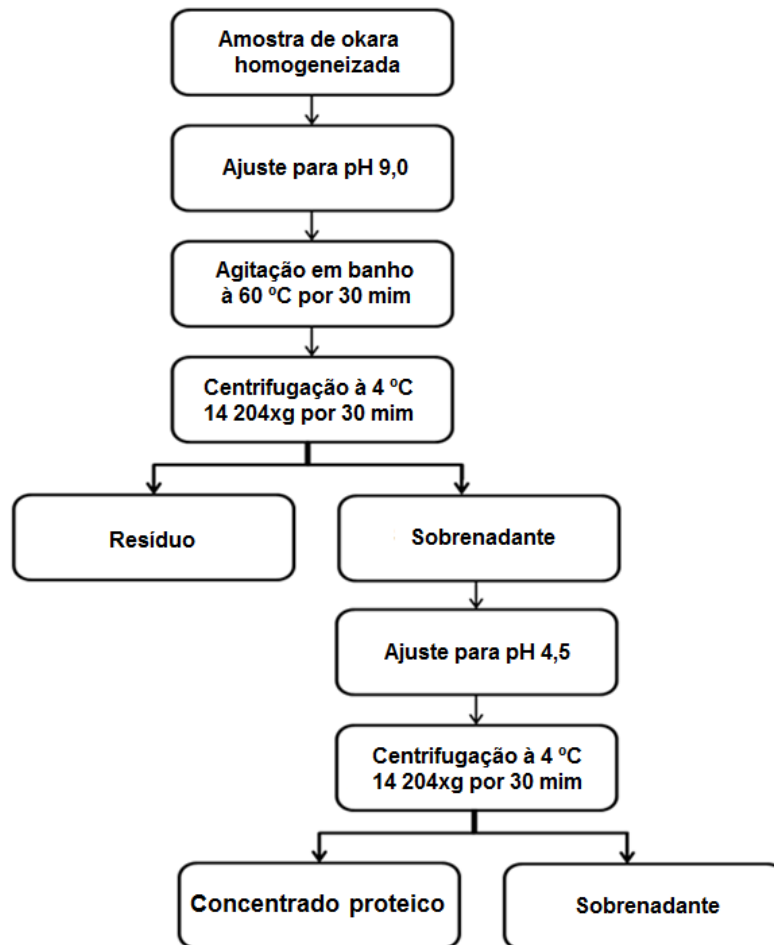 Amostra de okara
homogeneizada
Ajuste para pH 9,0
Agitação em banho
à 60 ºC por 30 mim
Centrifugação à 4 ºC
14 204xg por 30 mim
Resíduo
Sobrenadante
Ajuste para pH 4,5
Centrifugação à 4 ºC
14 204xg por 30 mim
Concentrado proteico
Sobrenadante